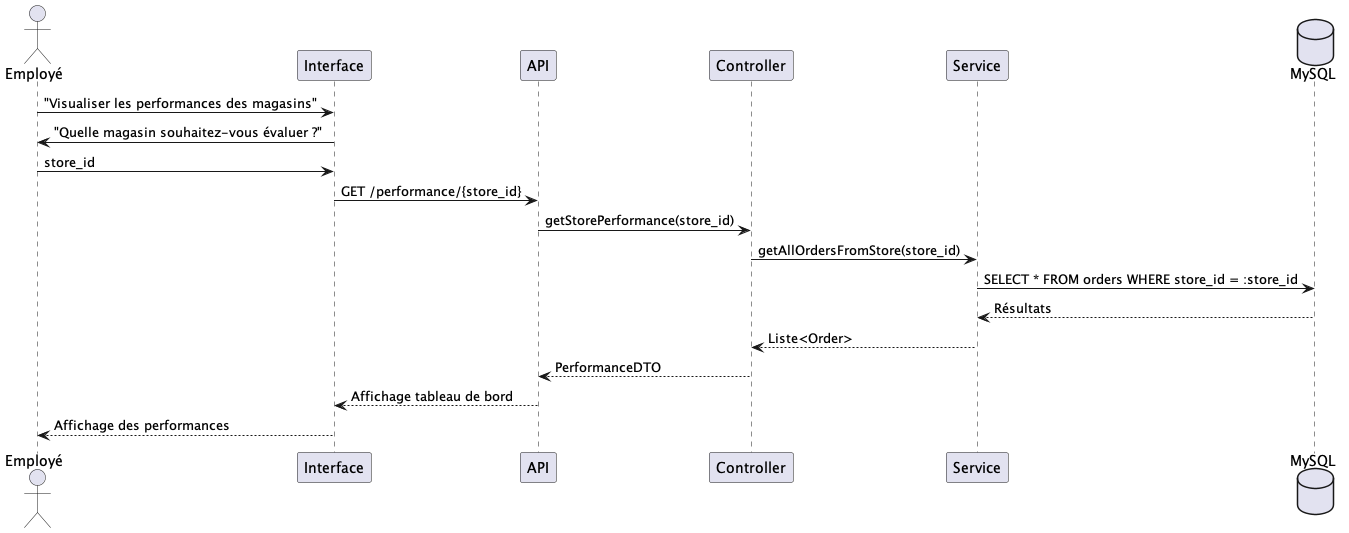 Employé
Interface
API
Controller
Service
MySQL
"Visualiser les performances des magasins"
"Quelle magasin souhaitez-vous évaluer ?"
store_id
GET /performance/{store_id}
getStorePerformance(store_id)
getAllOrdersFromStore(store_id)
SELECT * FROM orders WHERE store_id = :store_id
Résultats
Liste<Order>
PerformanceDTO
Affichage tableau de bord
Affichage des performances
Employé
Interface
API
Controller
Service
MySQL